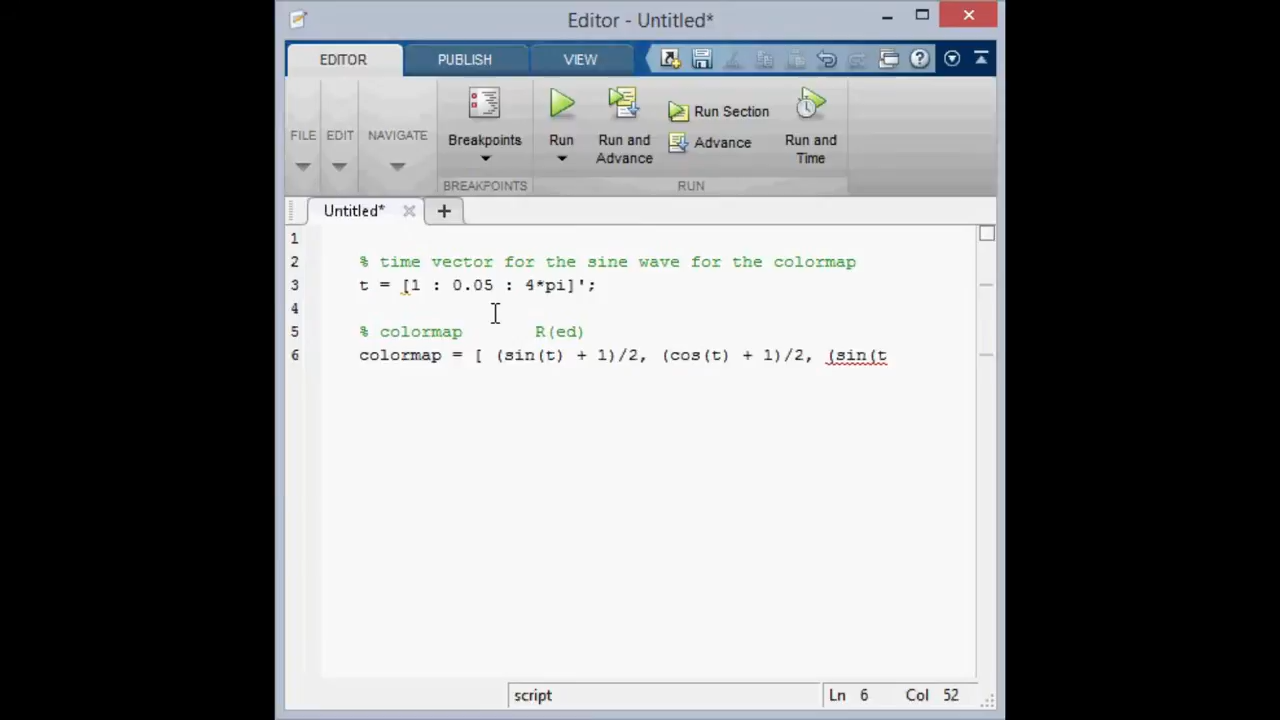 Editor - Untitled*
EDITOR PUBLISH VIEW
FILE EDIT NAVIGATE Breakpoints Run Run and Advance Run Section Advance Run and Time
BREAKPOINTS RUN
Untitled* +
1
2 % time vector for the sine wave for the colormap
3 t = [1 : 0.05 : 4*pi]';
4
5 % colormap R(ed)
6 colormap = [ (sin(t) + 1)/2, (cos(t) + 1)/2, (sin(t
script Ln 6 Col 52